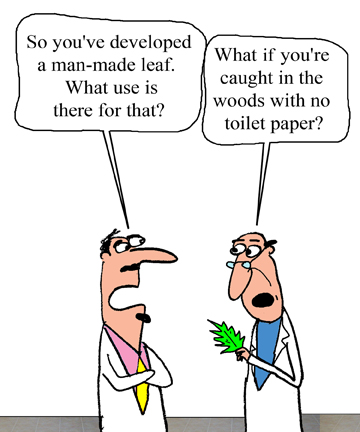 So you've developed
a man-made leaf.
What use is
there for that?
What if you're
caught in the
woods with no
toilet paper?